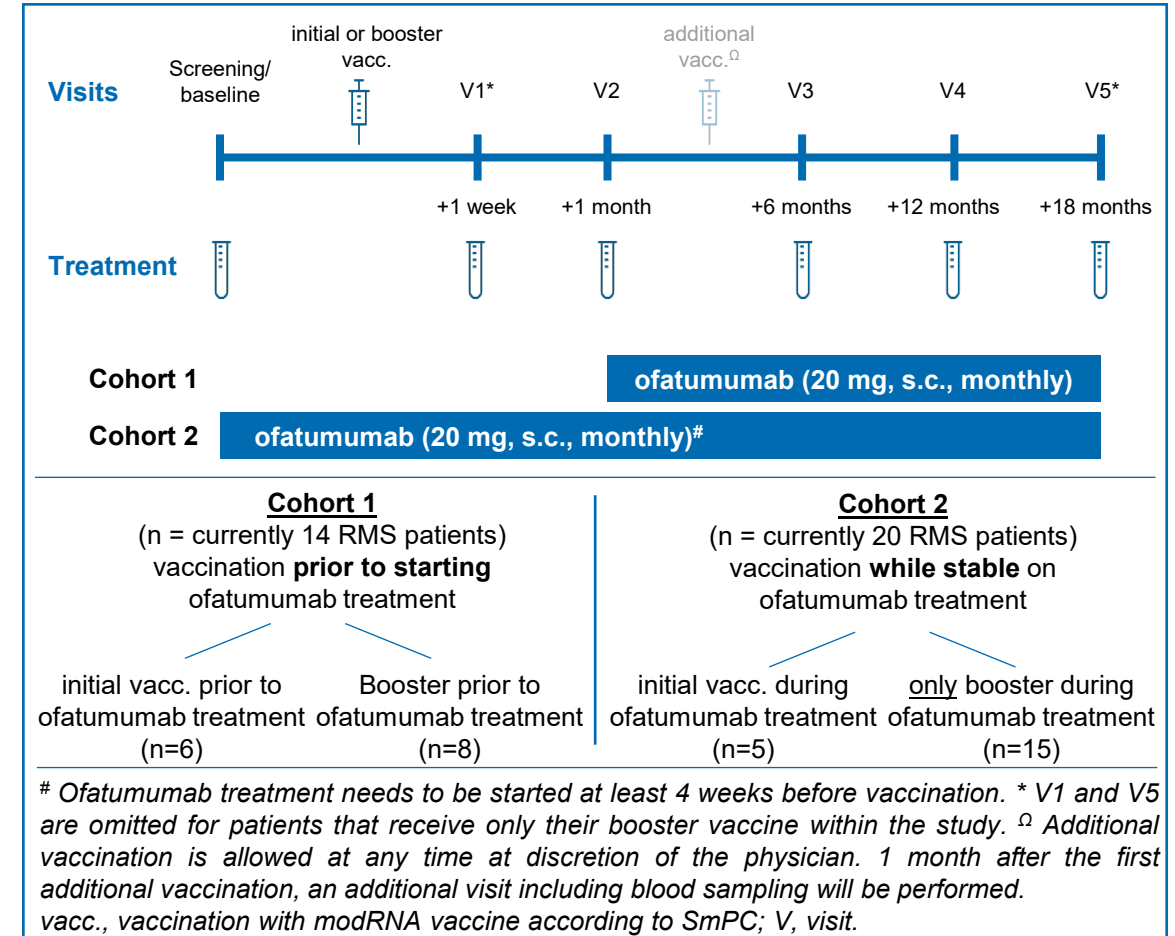 initial or booster
vacc.
additional
vacc.Ω
Screening/
baseline
Visits
V1*
V2
V3
V4
V5*
+1 week
+1 month
+6 months
+12 months
+18 months
Treatment
Cohort 1
ofatumumab (20 mg, s.c., monthly)
Cohort 2
ofatumumab (20 mg, s.c., monthly)#
Cohort 1
(n = currently 14 RMS patients)
vaccination prior to starting
ofatumumab treatment
initial vacc. prior to
ofatumumab treatment
(n=6)
Booster prior to
ofatumumab treatment
(n=8)
Cohort 2
(n = currently 20 RMS patients)
vaccination while stable on
ofatumumab treatment
initial vacc. during
ofatumumab treatment
(n=5)
only booster during
ofatumumab treatment
(n=15)
# Ofatumumab treatment needs to be started at least 4 weeks before vaccination. * V1 and V5
are omitted for patients that receive only their booster vaccine within the study. Ω Additional
vaccination is allowed at any time at discretion of the physician. 1 month after the first
additional vaccination, an additional visit including blood sampling will be performed.
vacc., vaccination with modRNA vaccine according to SmPC; V, visit.